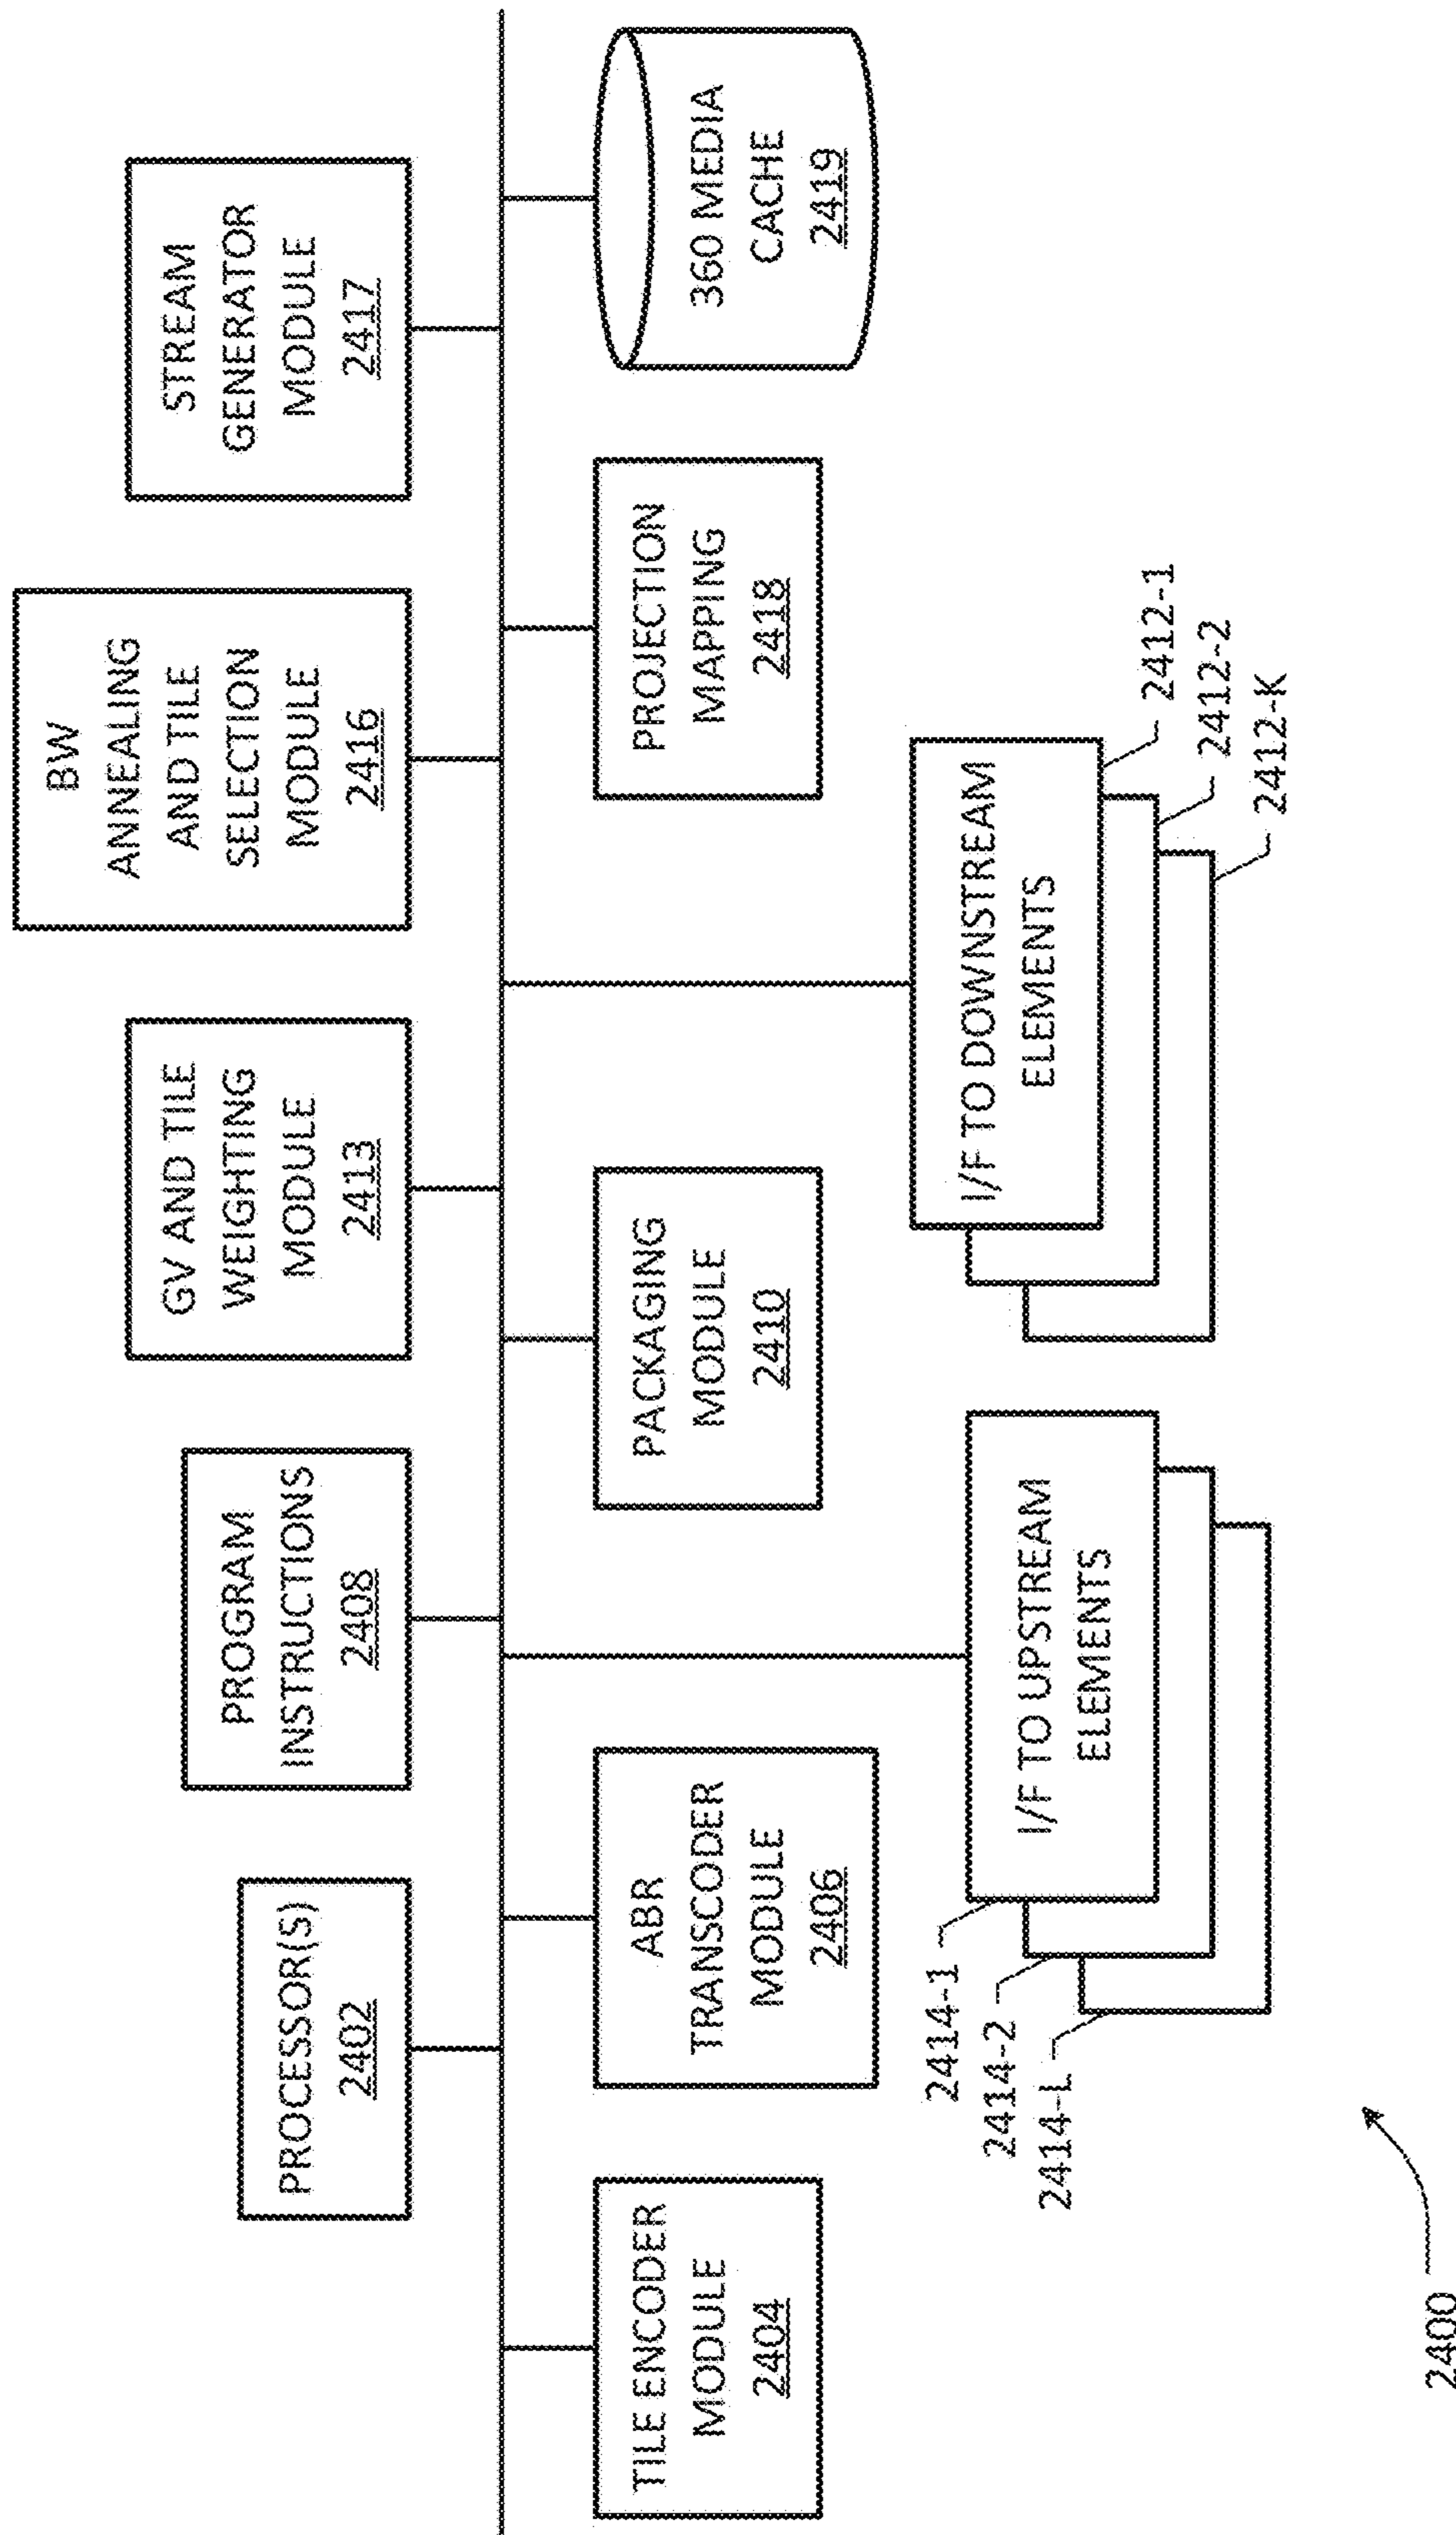 PROCESSOR(S)
2402
PROGRAM
INSTRUCTIONS
2408
GV AND TILE
WEIGHTING
MODULE
2413
BW
ANNEALING
AND TILE
SELECTION
MODULE
2416
STREAM
GENERATOR
MODULE
2417
TILE ENCODER
MODULE
2404
ABR
TRANSCODER
MODULE
2406
PACKAGING
MODULE
2410
PROJECTION
MAPPING
2418
360 MEDIA
CACHE
2419
I/F TO UPSTREAM
ELEMENTS
2414-1
2414-2
2414-L
I/F TO DOWNSTREAM
ELEMENTS
2412-1
2412-2
2412-K
2400